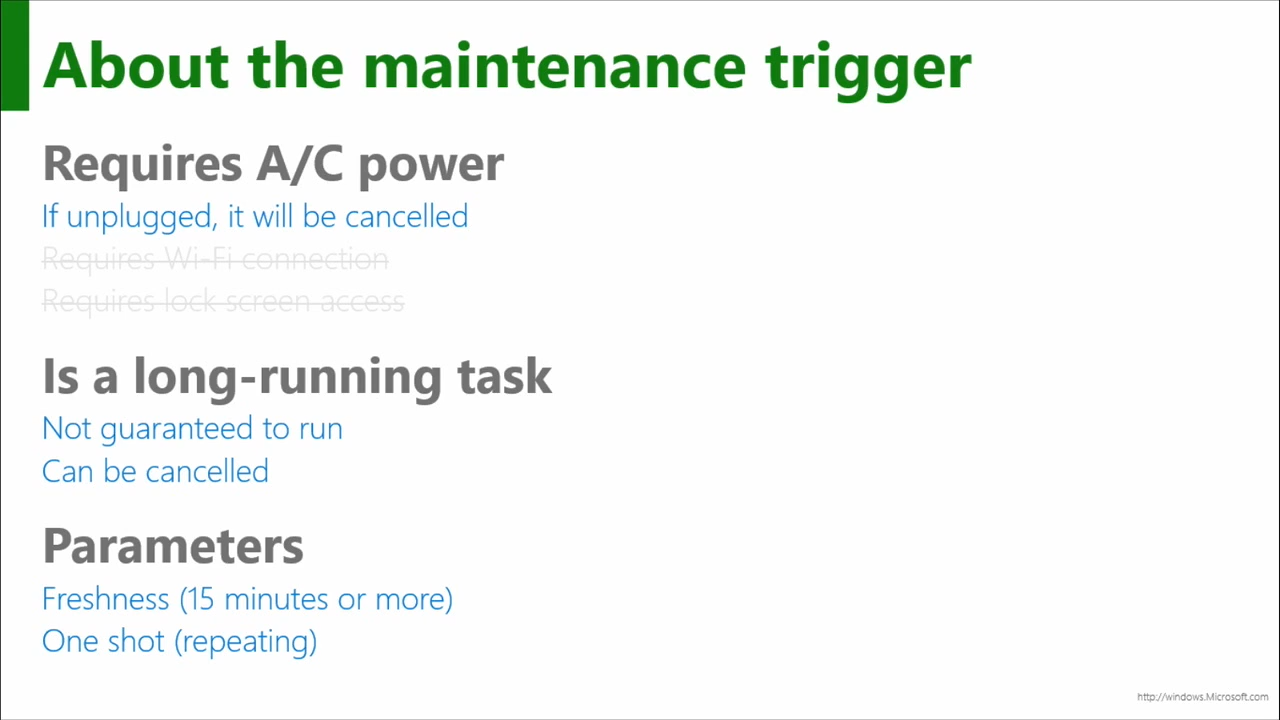 About the maintenance trigger
Requires A/C power
If unplugged, it will be cancelled
Requires Wi-Fi connection
Requires lock screen access
Is a long-running task
Not guaranteed to run
Can be cancelled
Parameters
Freshness (15 minutes or more)
One shot (repeating)
http://windows.Microsoft.com